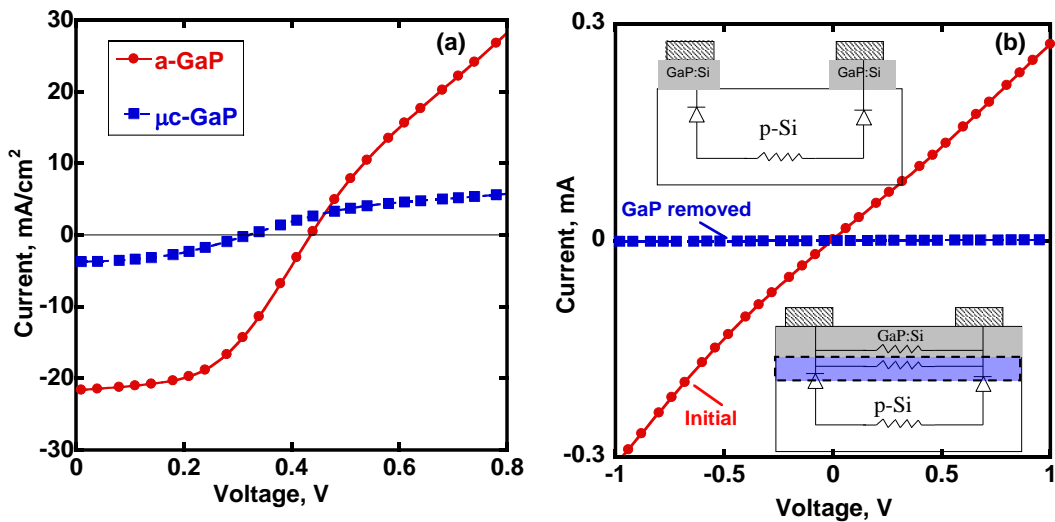 30
20
10
0
-10
-20
-30
0
0.2
0.4
0.6
0.8
Current, mA/cm²
Voltage, V
(a)
a-GaP
μc-GaP
0.3
0
-0.3
-1
-0.5
0
0.5
1
Current, mA
Voltage, V
(b)
GaP:Si
GaP:Si
p-Si
GaP removed
Initial
GaP:Si
p-Si